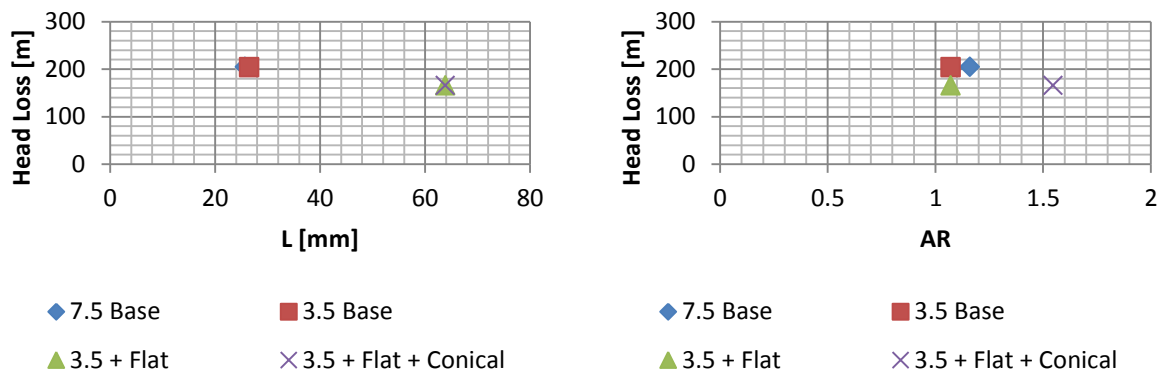 300
200
100
0
Head Loss [m]
0 20 40 60 80
L [mm]
7.5 Base 3.5 Base
3.5 + Flat 3.5 + Flat + Conical
300
200
100
0
Head Loss [m]
0 0.5 1 1.5 2
AR
7.5 Base 3.5 Base
3.5 + Flat 3.5 + Flat + Conical